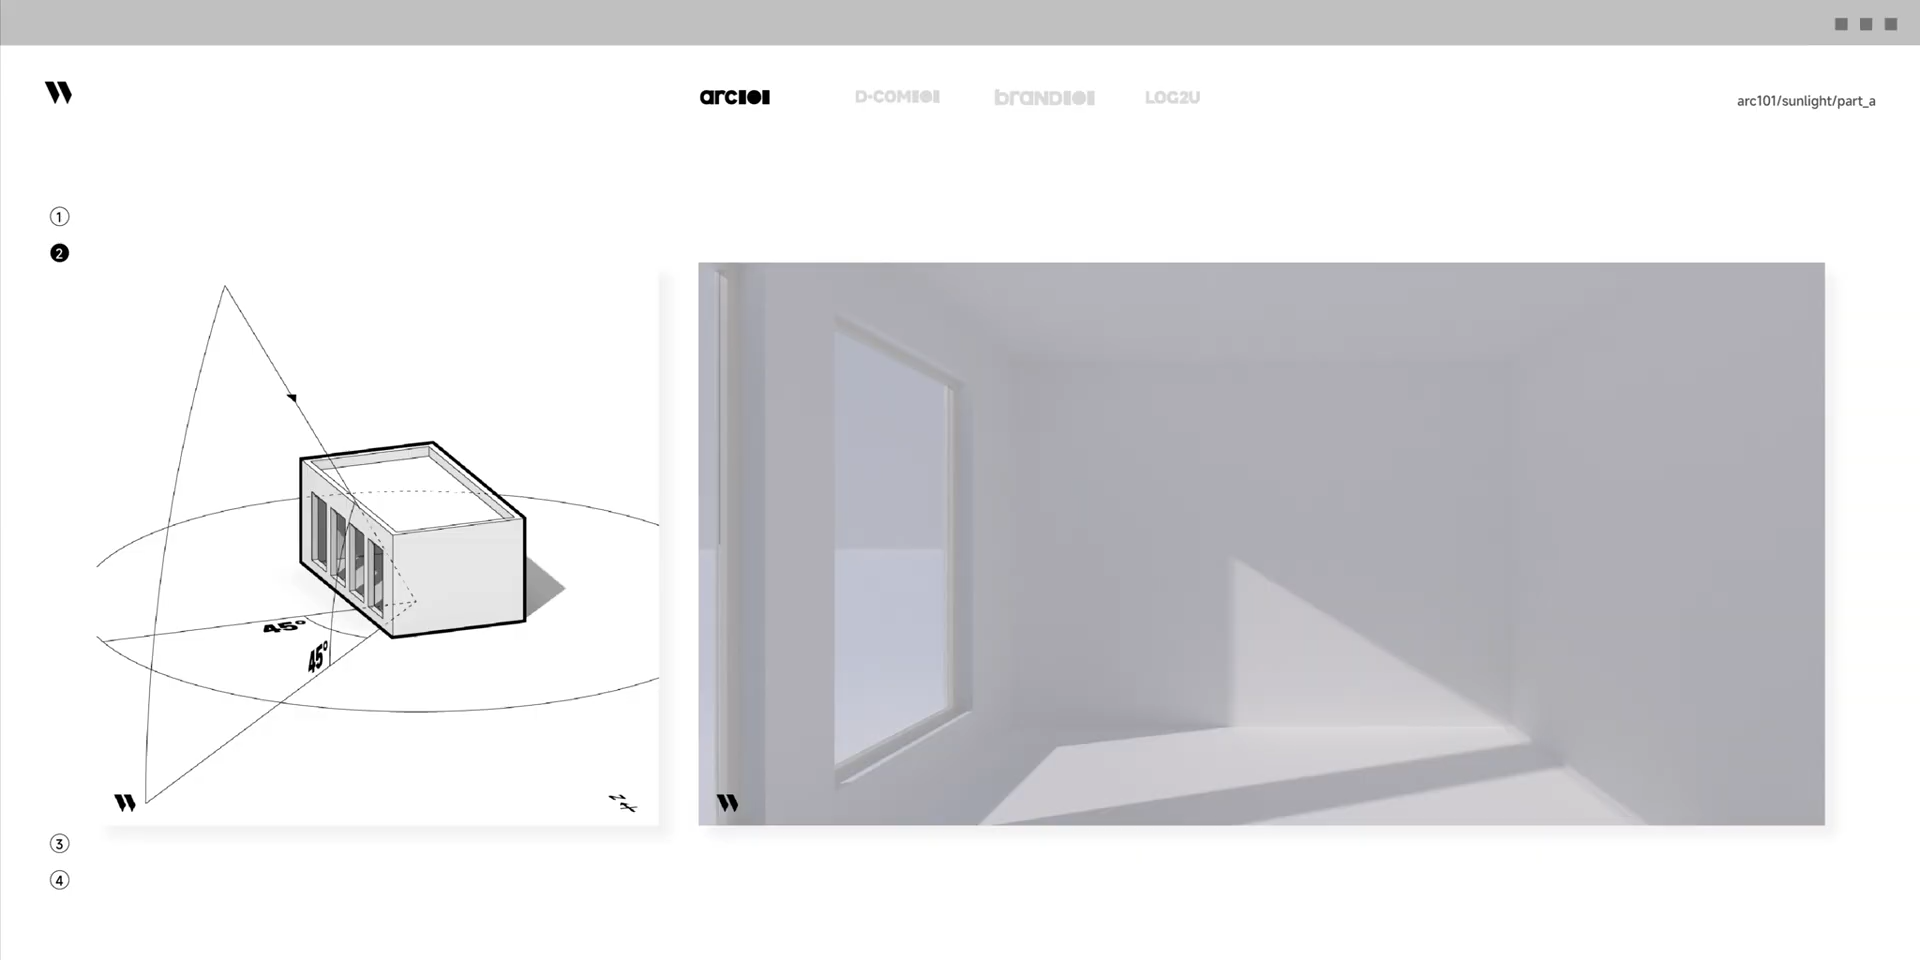 arc101
D·COM101
braND101
LOG2U
arc101/sunlight/part_a
1
2
45°
45°
N
3
4